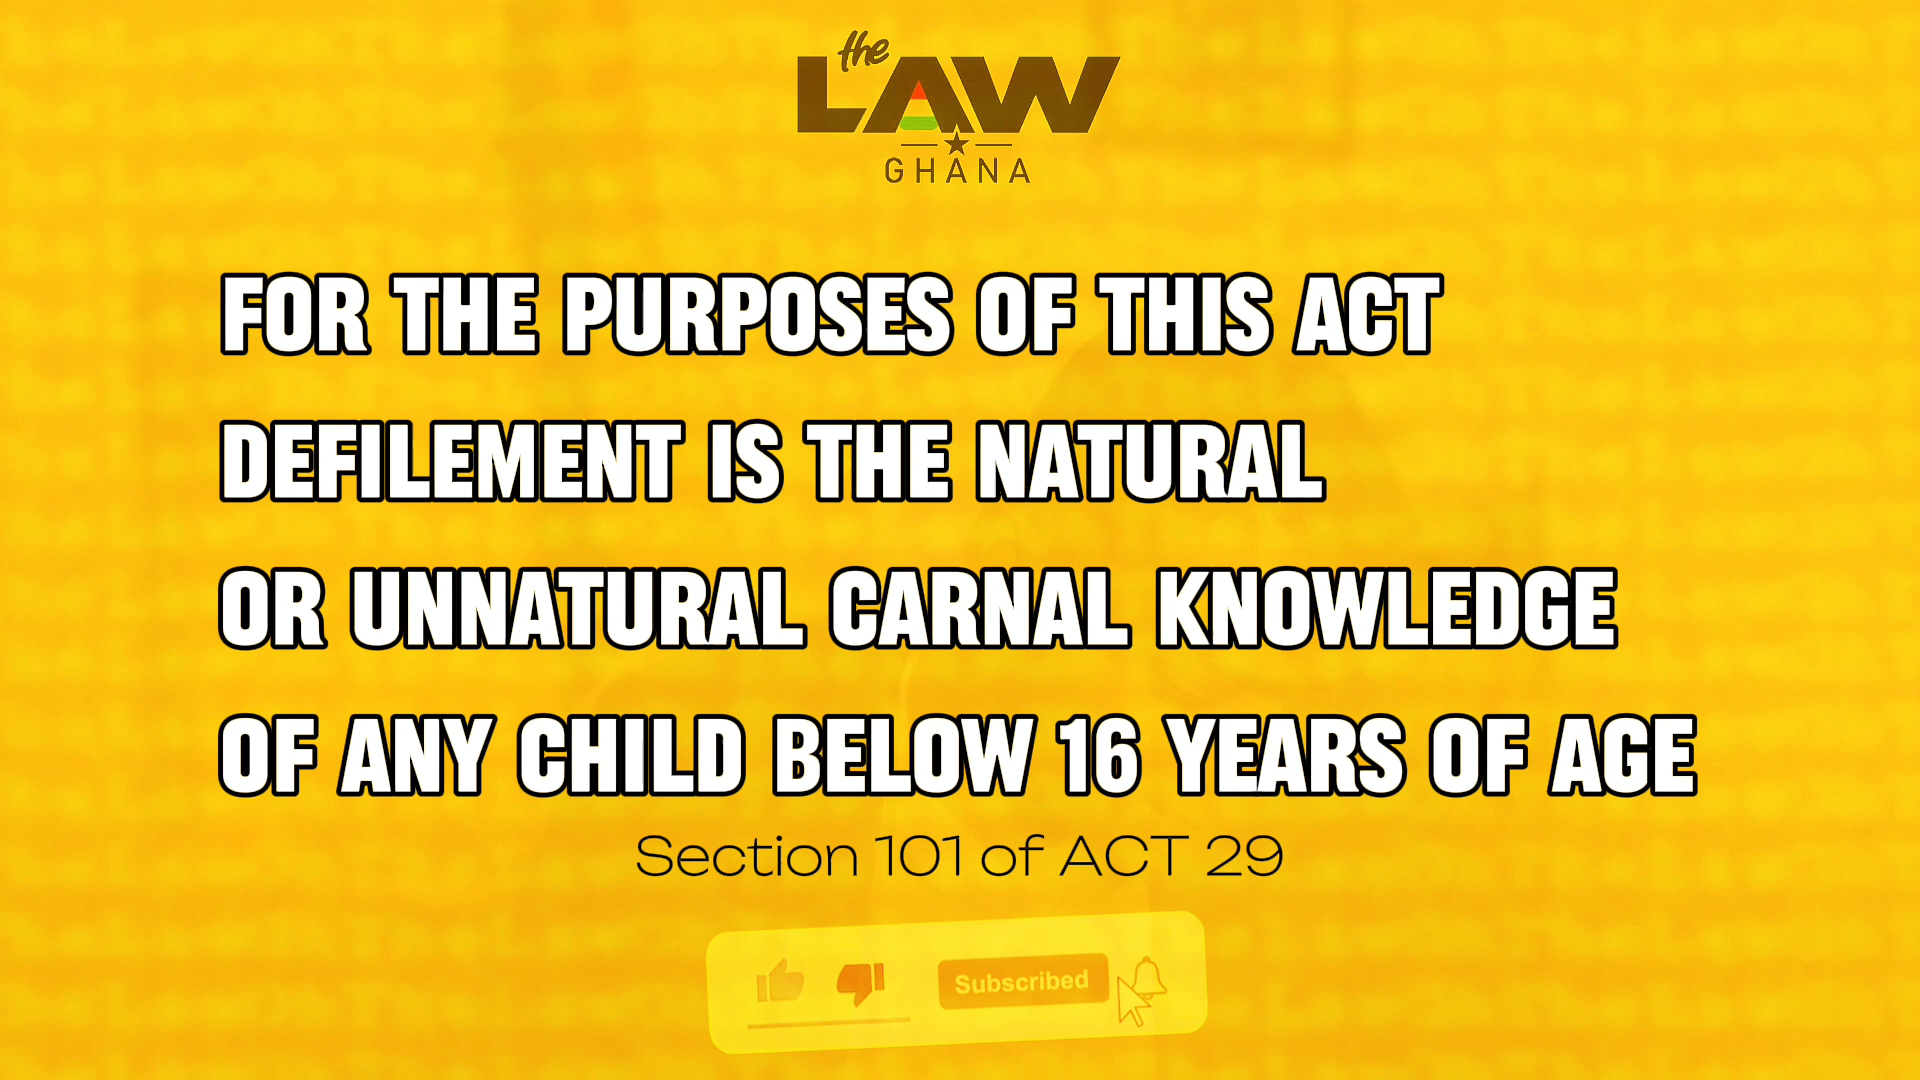 the
LAW
GHANA
FOR THE PURPOSES OF THIS ACT
DEFILEMENT IS THE NATURAL
OR UNNATURAL CARNAL KNOWLEDGE
OF ANY CHILD BELOW 16 YEARS OF AGE
Section 101 of ACT 29
Subscribed